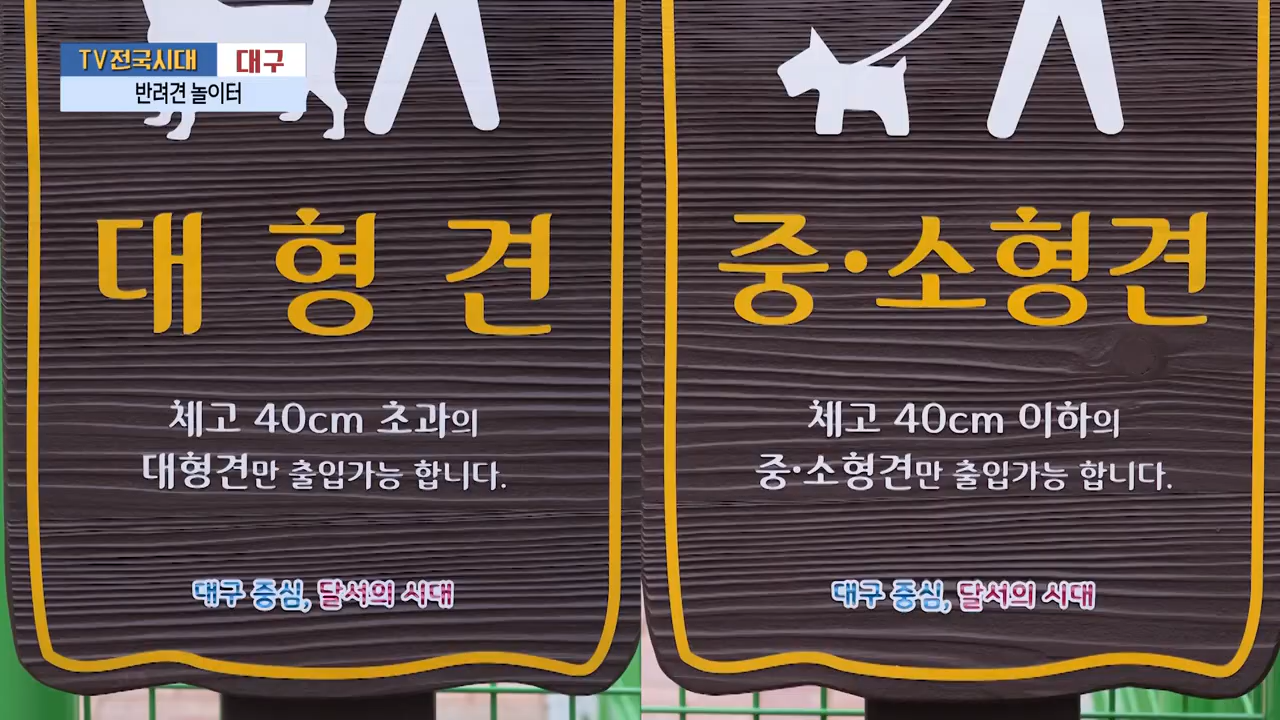 TV전국시대 대구
반려견 놀이터
대형견
체고 40cm 초과의
대형견만 출입가능 합니다.
대구 중심, 달서의 시대
중·소형견
체고 40cm 이하의
중·소형견만 출입가능 합니다.
대구 중심, 달서의 시대